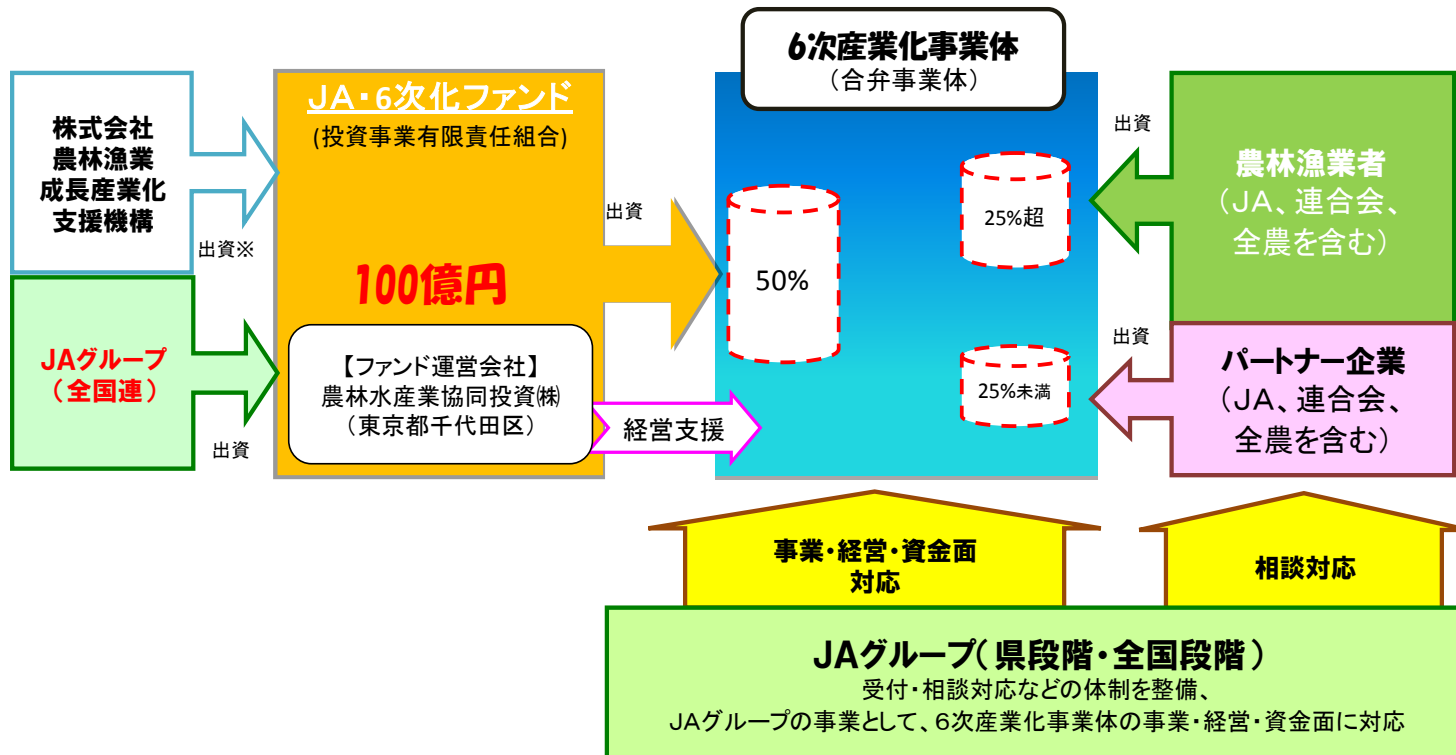 6次産業化事業体
（合弁事業体）
株式会社
農林漁業
成長産業化
支援機構
出資※
JAグループ
（全国連）
出資
JA・6次化ファンド
(投資事業有限責任組合)
100億円
【ファンド運営会社】
農林水産業協同投資㈱
（東京都千代田区）
出資
経営支援
50%
25%超
25%未満
出資
農林漁業者
（JA、連合会、
全農を含む）
出資
パートナー企業
（JA、連合会、
全農を含む）
事業・経営・資金面
対応
相談対応
JAグループ（県段階・全国段階）
受付・相談対応などの体制を整備、
JAグループの事業として、6次産業化事業体の事業・経営・資金面に対応